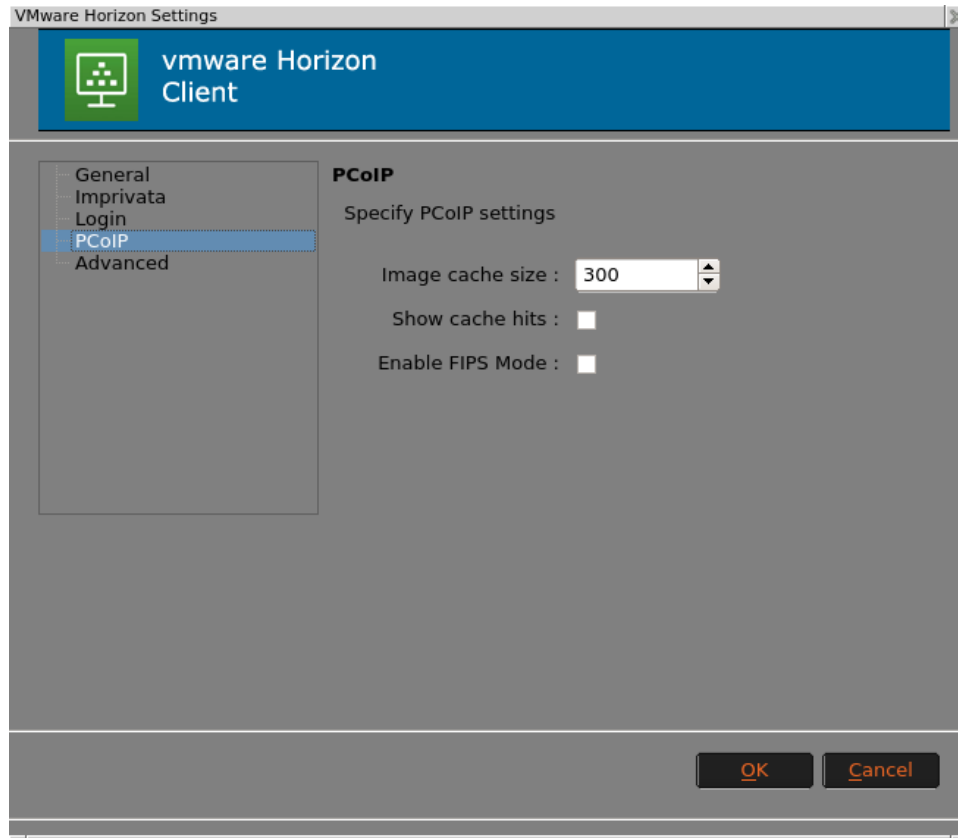 VMware Horizon Settings
vmware Horizon
Client
General
Imprivata
Login
PCoIP
Advanced
PCoIP
Specify PCoIP settings
Image cache size : 300
Show cache hits :
Enable FIPS Mode :
OK
Cancel